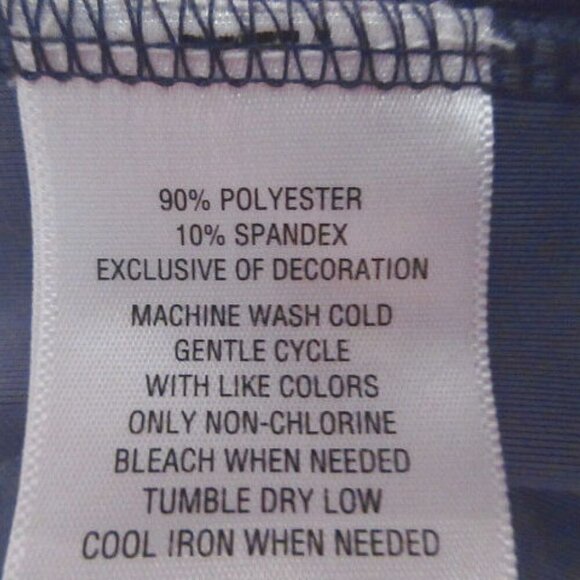 90% POLYESTER
10% SPANDEX
EXCLUSIVE OF DECORATION
MACHINE WASH COLD
GENTLE CYCLE
WITH LIKE COLORS
ONLY NON-CHLORINE
BLEACH WHEN NEEDED
TUMBLE DRY LOW
COOL IRON WHEN NEEDED